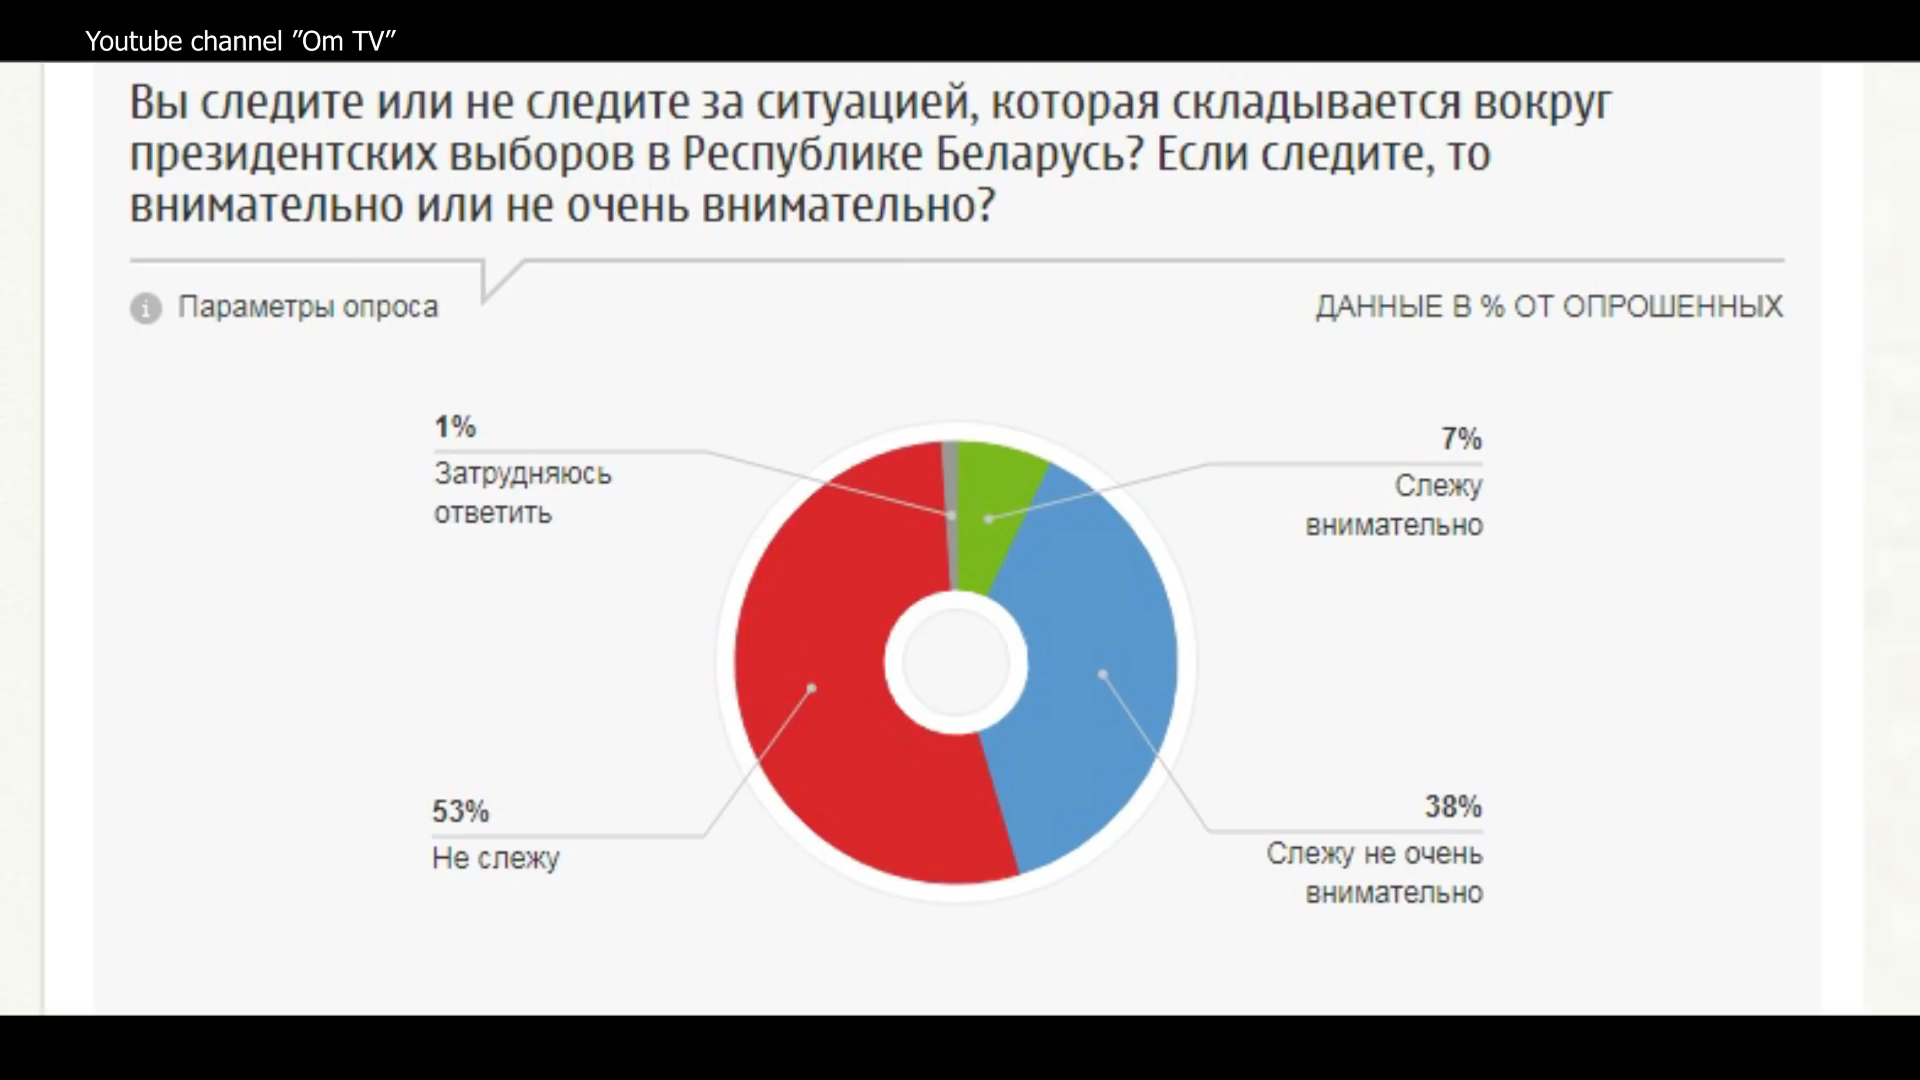 Youtube channel "Om TV"
Вы следите или не следите за ситуацией, которая складывается вокруг
президентских выборов в Республике Беларусь? Если следите, то
внимательно или не очень внимательно?
i Параметры опроса
ДАННЫЕ В % ОТ ОПРОШЕННЫХ
1%
Затрудняюсь
ответить
7%
Слежу
внимательно
53%
Не слежу
38%
Слежу не очень
внимательно